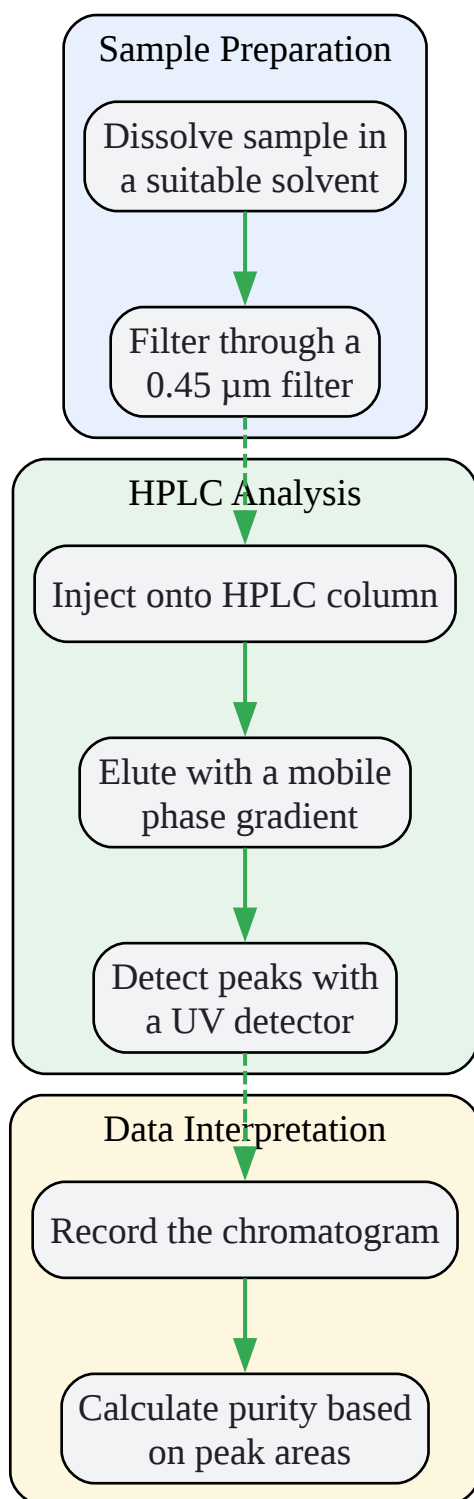 Sample Preparation
Dissolve sample in
a suitable solvent
Filter through a
0.45 µm filter
HPLC Analysis
Inject onto HPLC column
Elute with a mobile
phase gradient
Detect peaks with
a UV detector
Data Interpretation
Record the chromatogram
Calculate purity based
on peak areas